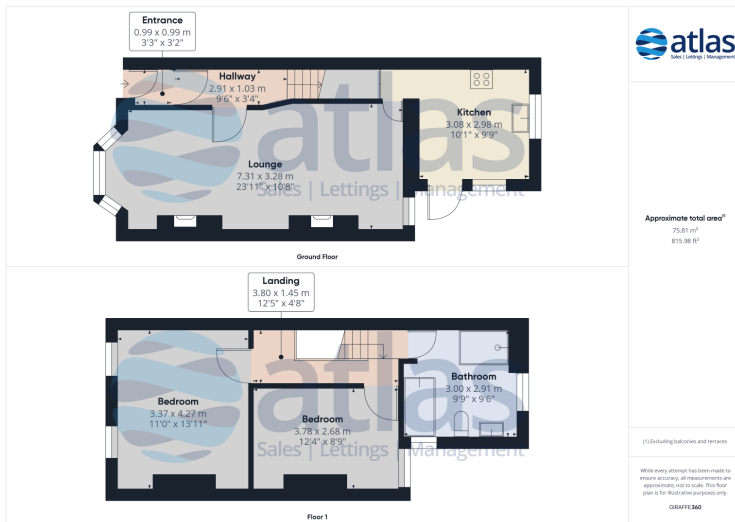 Entrance
0.99 x 0.99 m
3'3" x 3'2"
Hallway
2.91 x 1.03 m
9'6" x 3'4"
Kitchen
3.08 x 2.98 m
10'1" x 9'9"
Lounge
7.31 x 3.28 m
23'11" x 10'8"
atlas
Sales | Lettings | Management
Ground Floor
Landing
3.80 x 1.45 m
12'5" x 4'8"
Bathroom
3.00 x 2.91 m
9'9" x 9'6"
Bedroom
3.37 x 4.27 m
11'0" x 13'11"
Bedroom
3.78 x 2.68 m
12'4" x 8'9"
atlas
Sales | Lettings | Management
Floor 1
atlas
Sales | Lettings | Management
Approximate total area⁽¹⁾
75.81 m²
815.98 ft²
(1) Excluding balconies and terraces
While every attempt has been made to
ensure accuracy, all measurements are
approximate, not to scale. This floor
plan is for illustrative purposes only.
GIRAFFE360